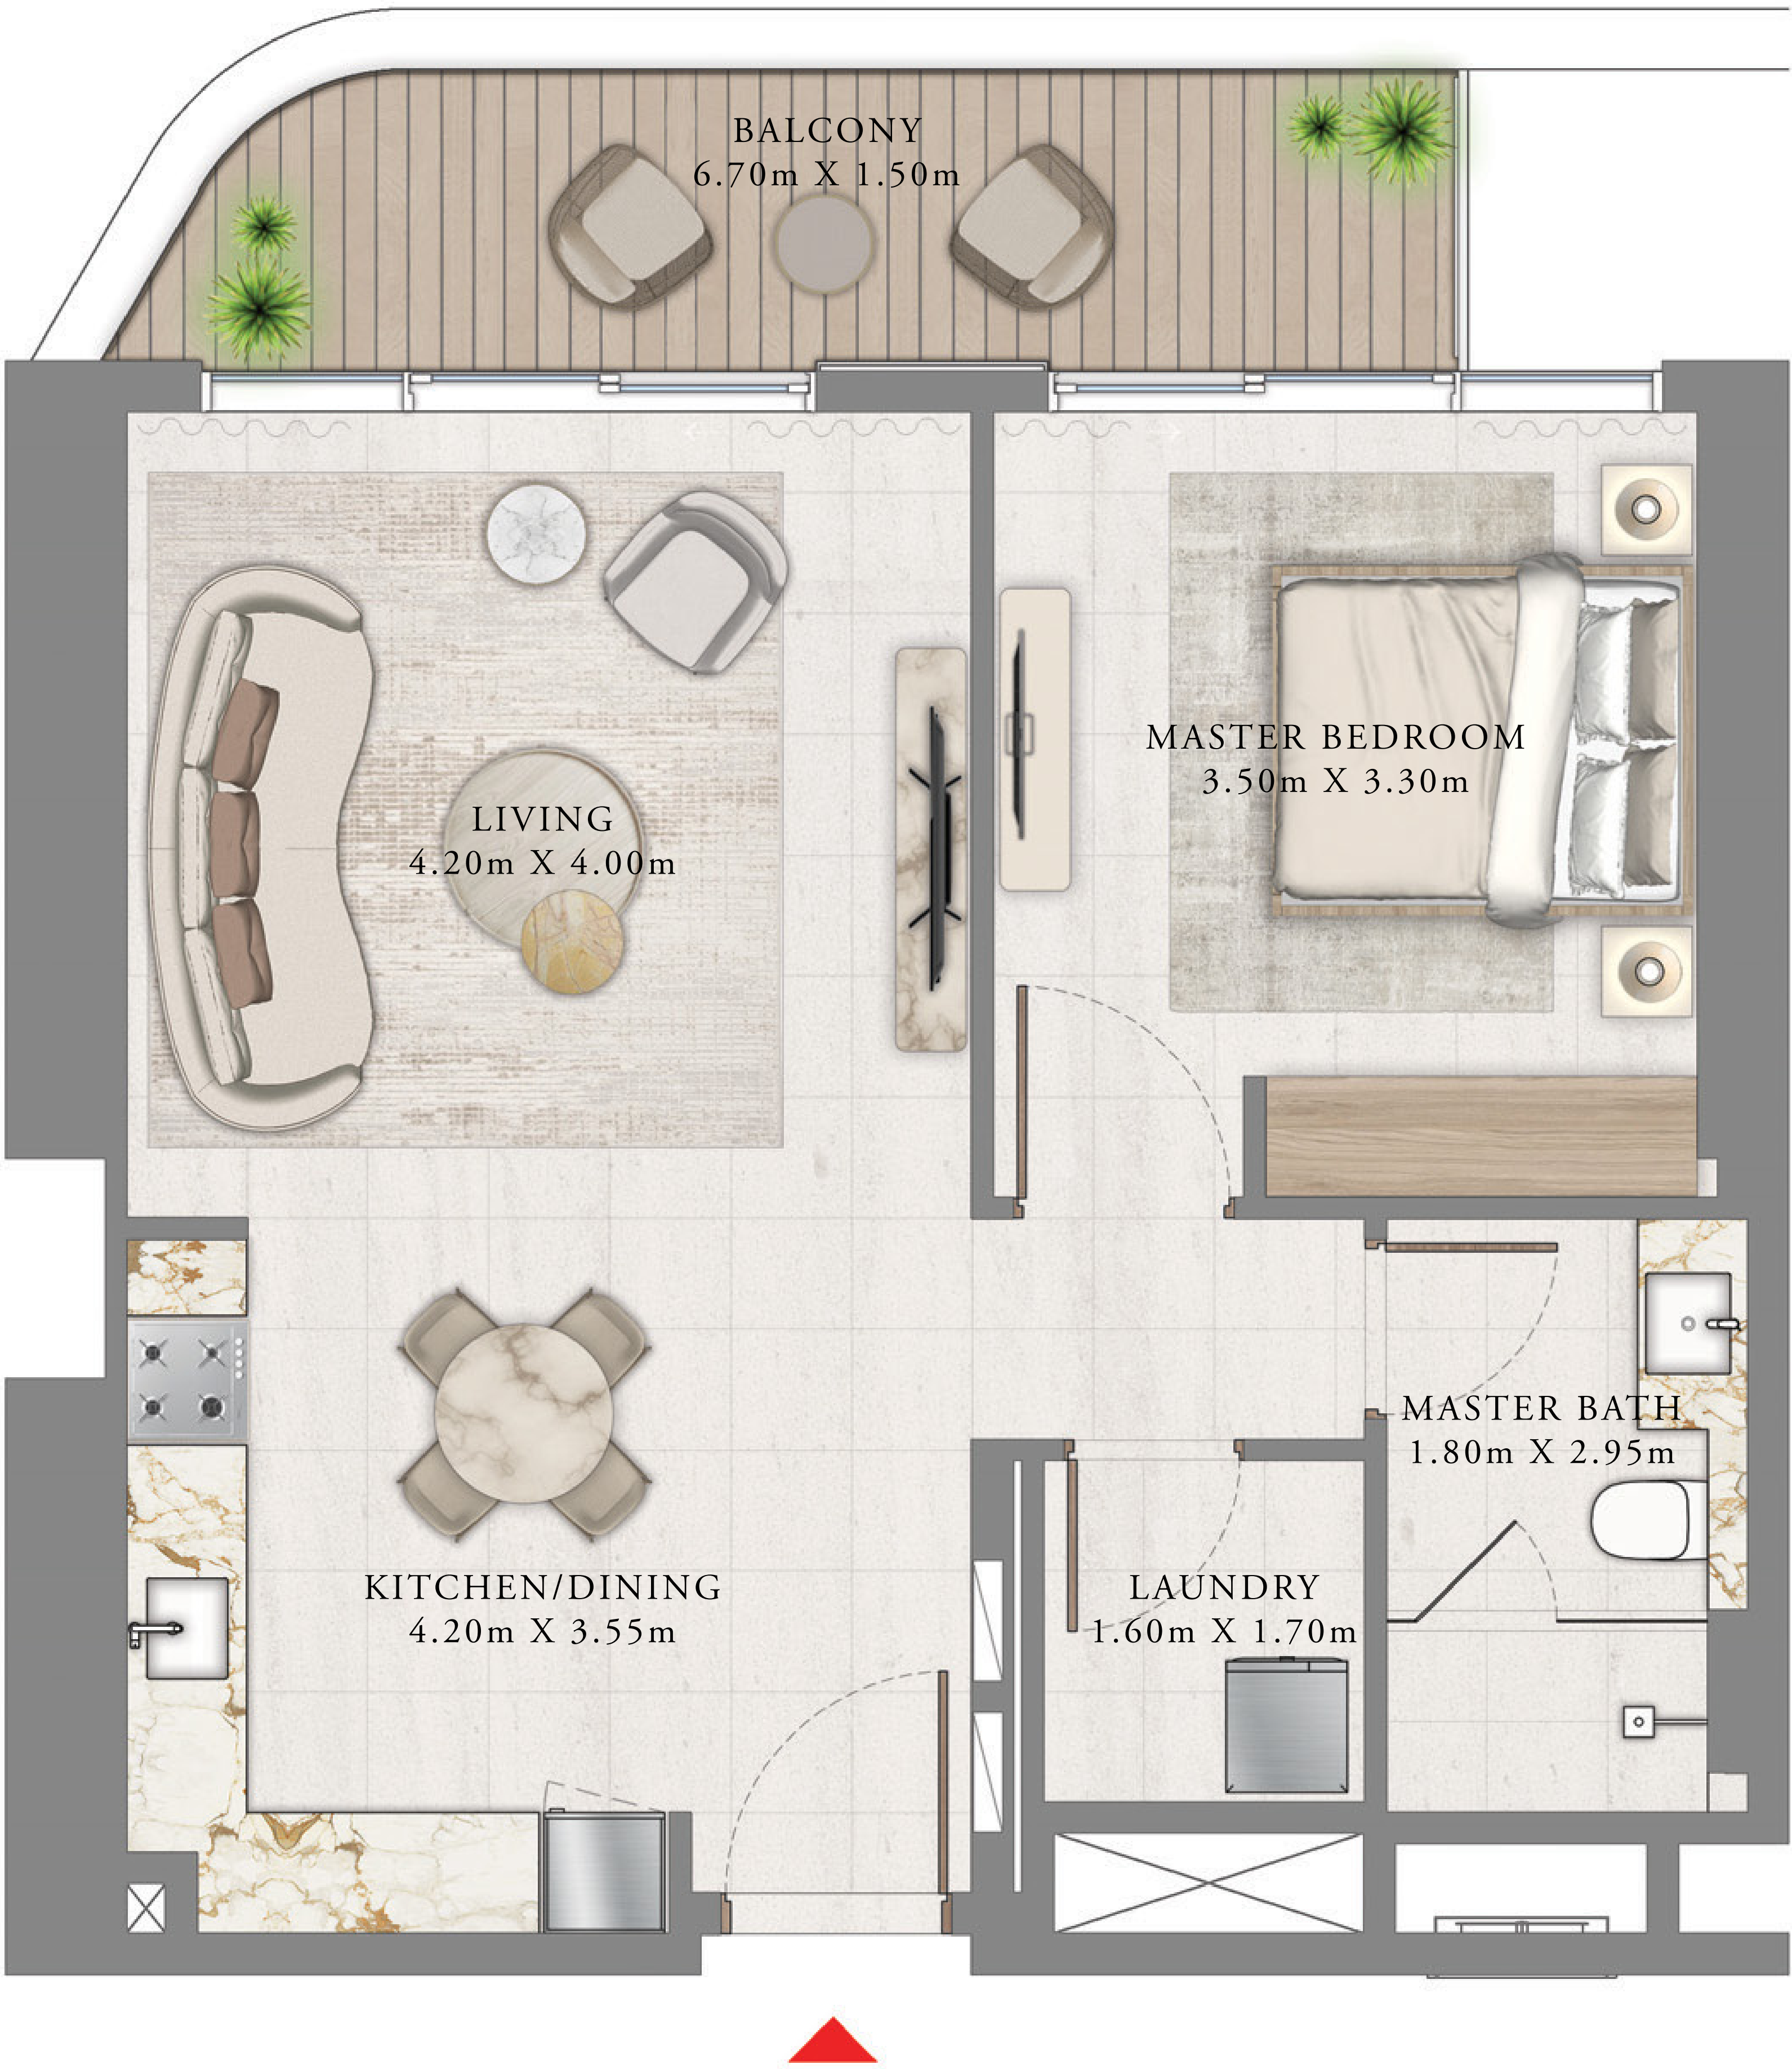 BALCONY
6.70m X 1.50m
MASTER BEDROOM
3.50m X 3.30m
LIVING
4.20m X 4.00m
MASTER BATH
1.80m X 2.95m
KITCHEN/DINING
4.20m X 3.55m
LAUNDRY
1.60m X 1.70m